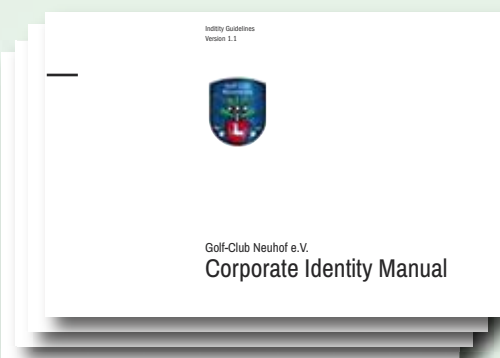 Inditity Guidelines
Version 1.1
Golf-Club Neuhof e.V.
Corporate Identity Manual